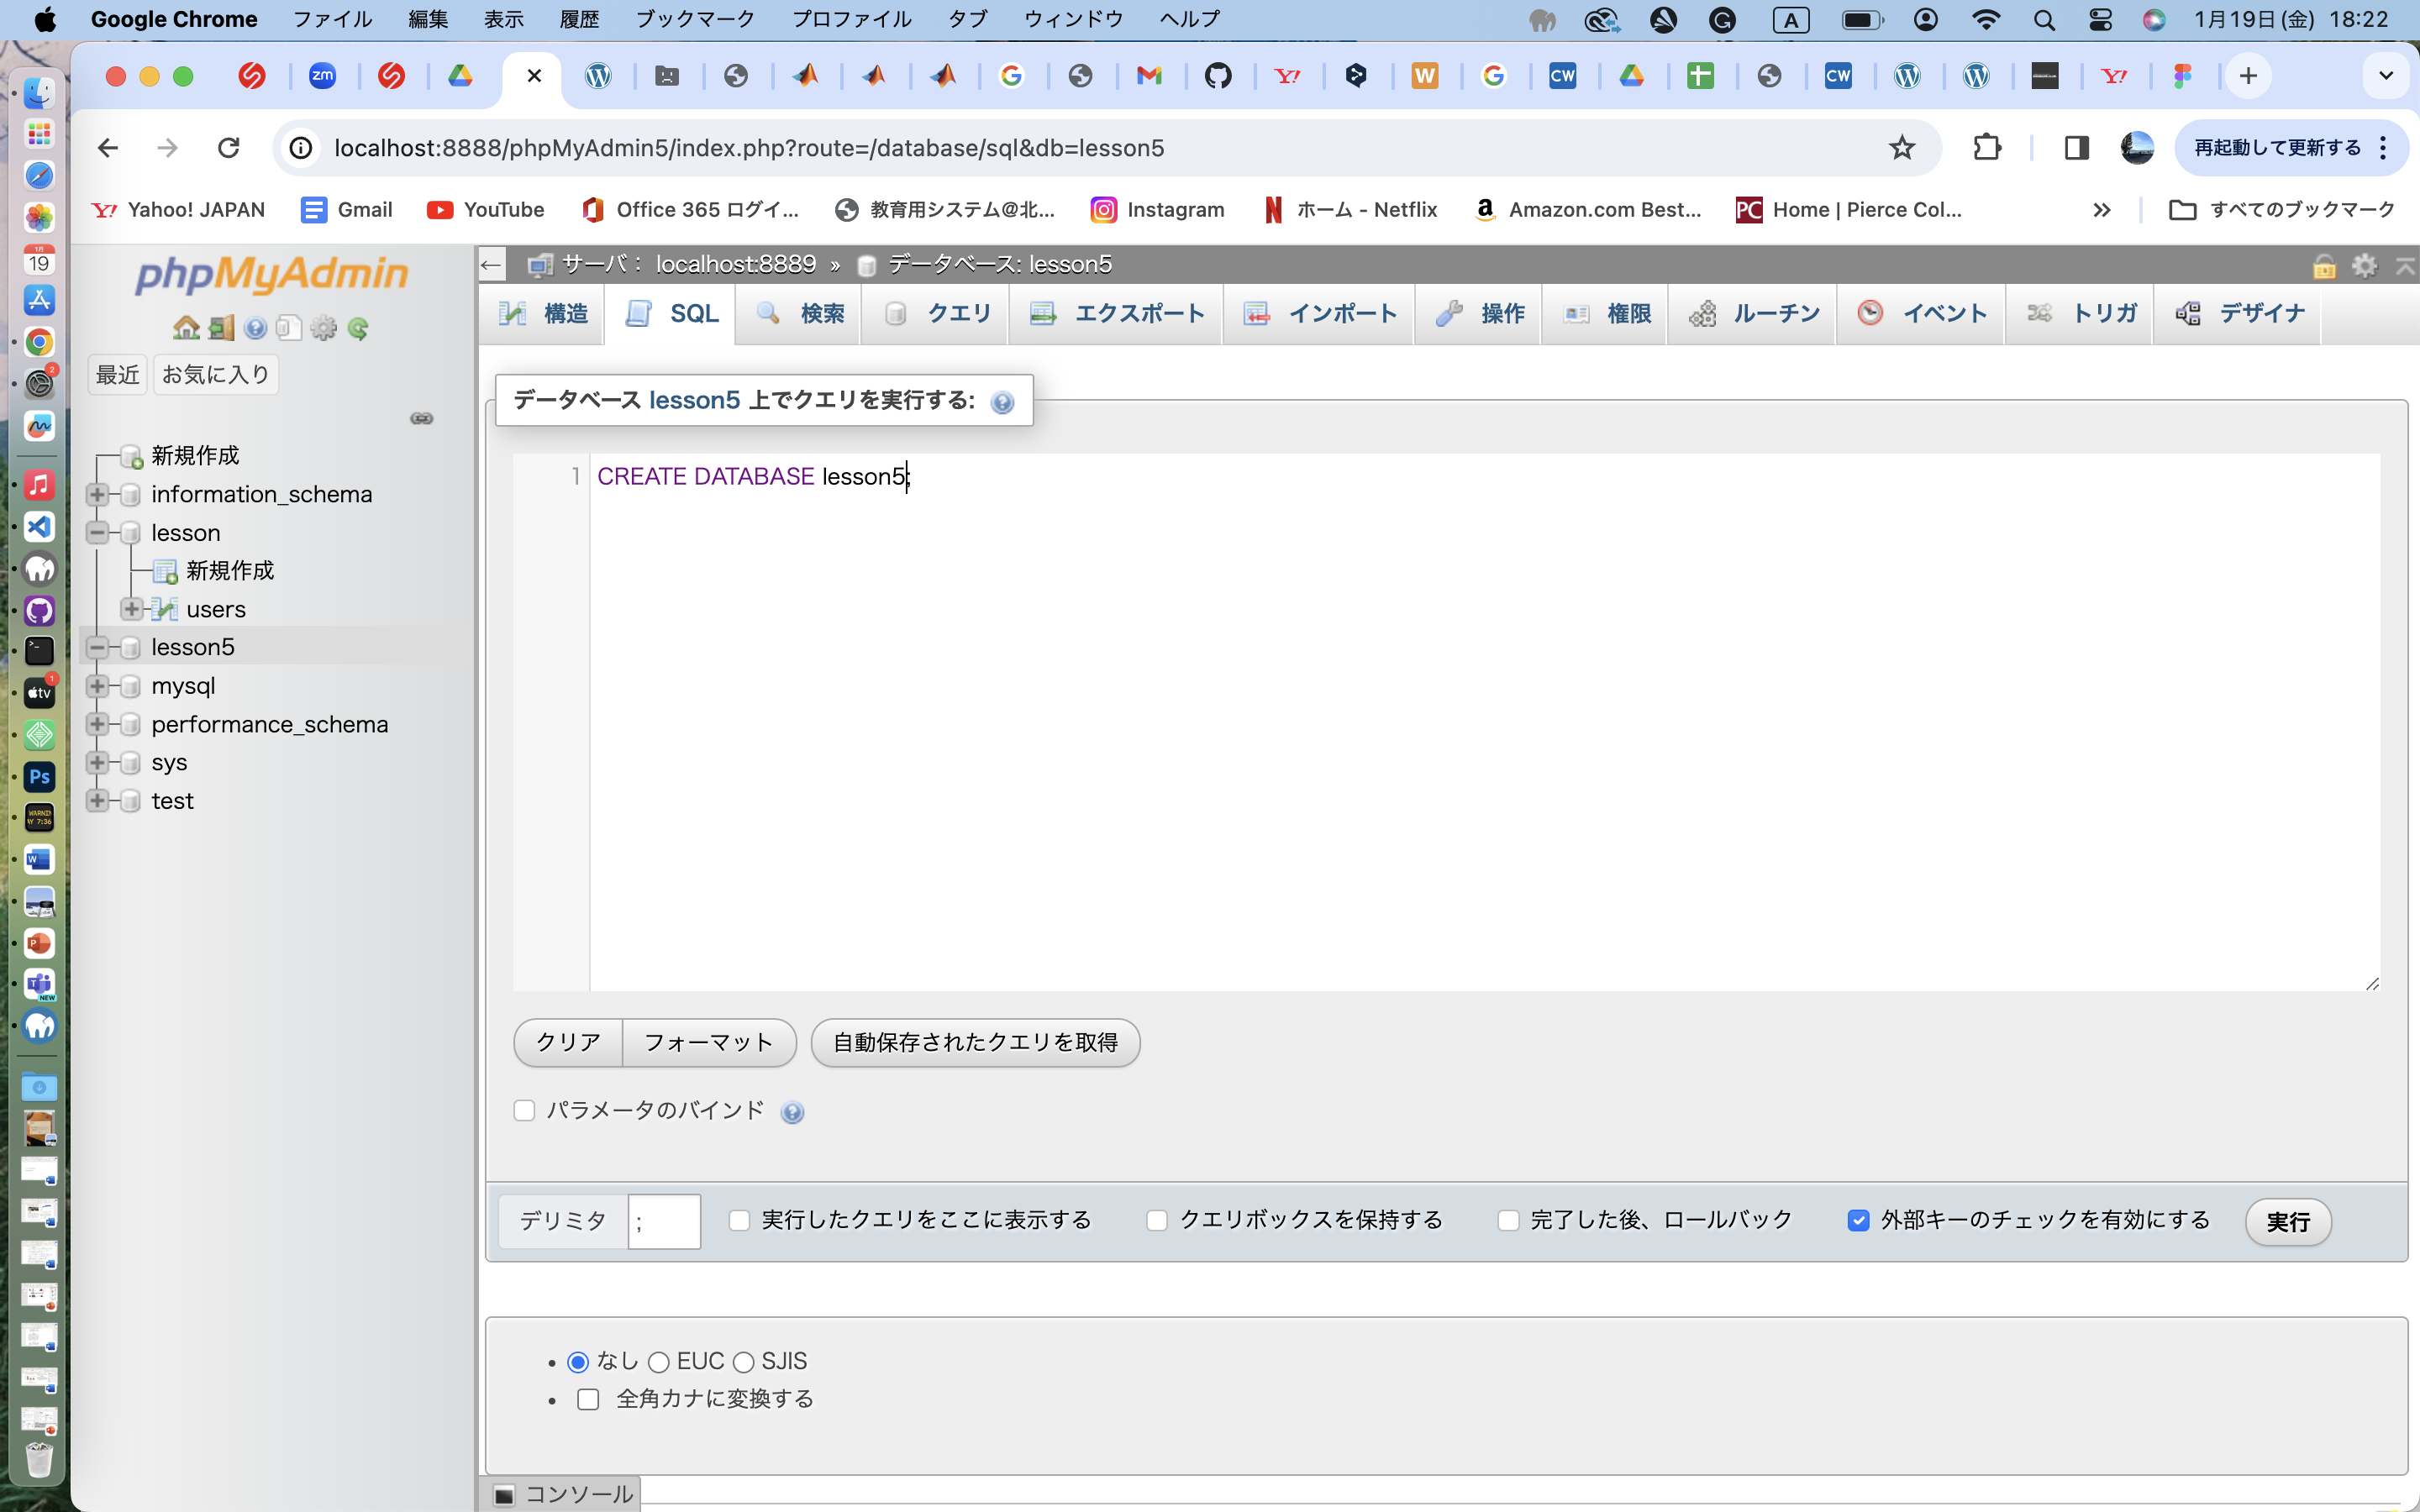 Google Chrome ファイル 編集 表示 履歴 ブックマーク プロファイル タブ ウィンドウ ヘルプ A 1月19日(金) 18:22
localhost:8888/phpMyAdmin5/index.php?route=/database/sql&db=lesson5 再起動して更新する
Yahoo! JAPAN Gmail YouTube Office 365 ログイ... 教育用システム@北... Instagram ホーム - Netflix Amazon.com Best... PC Home | Pierce Col... » すべてのブックマーク
phpMyAdmin
最近 お気に入り
新規作成
information_schema
lesson
新規作成
users
lesson5
mysql
performance_schema
sys
test
← サーバ： localhost:8889 » データベース: lesson5
構造 SQL 検索 クエリ エクスポート インポート 操作 権限 ルーチン イベント トリガ デザイナ
データベース lesson5 上でクエリを実行する:
1 CREATE DATABASE lesson5;
クリア フォーマット 自動保存されたクエリを取得
パラメータのバインド
デリミタ ; 実行したクエリをここに表示する クエリボックスを保持する 完了した後、ロールバック 外部キーのチェックを有効にする 実行
• なし EUC SJIS
• 全角カナに変換する
コンソール